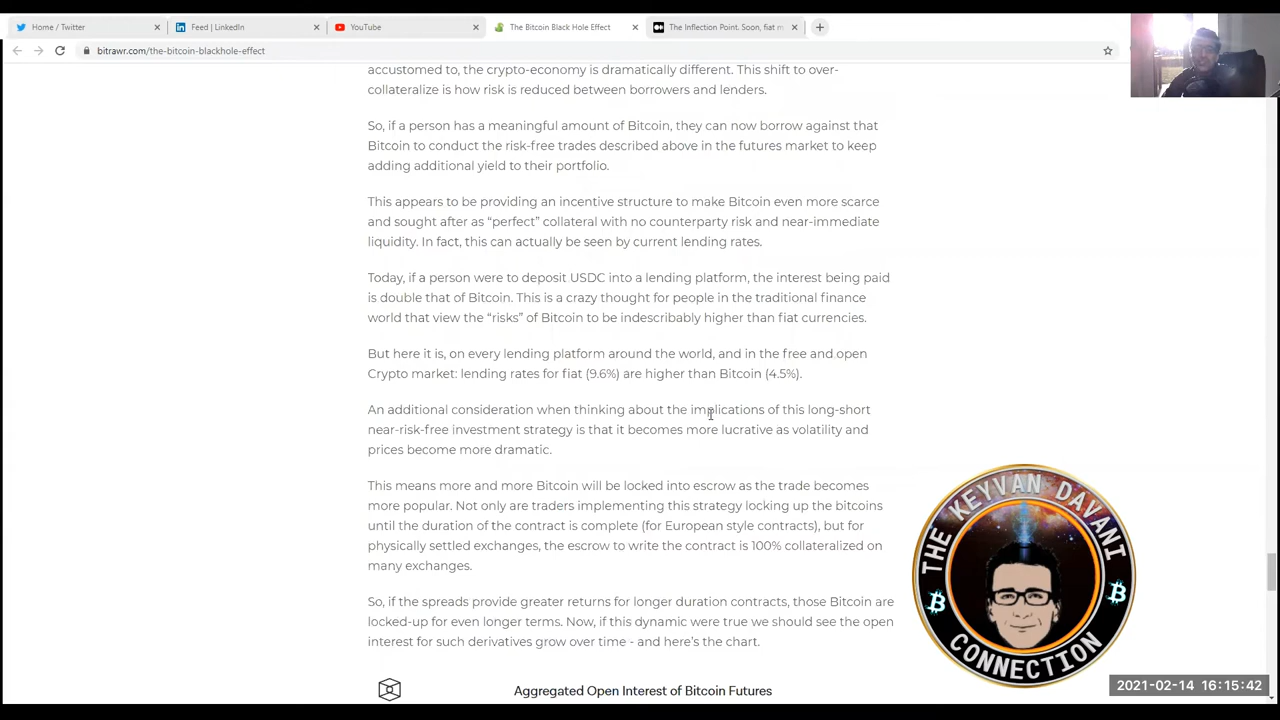 Home / Twitter
Feed | LinkedIn
YouTube
The Bitcoin Black Hole Effect
The Inflection Point. Soon, fiat m
bitrawr.com/the-bitcoin-blackhole-effect
accustomed to, the crypto-economy is dramatically different. This shift to over-
collateralize is how risk is reduced between borrowers and lenders.
So, if a person has a meaningful amount of Bitcoin, they can now borrow against that
Bitcoin to conduct the risk-free trades described above in the futures market to keep
adding additional yield to their portfolio.
This appears to be providing an incentive structure to make Bitcoin even more scarce
and sought after as “perfect” collateral with no counterparty risk and near-immediate
liquidity. In fact, this can actually be seen by current lending rates.
Today, if a person were to deposit USDC into a lending platform, the interest being paid
is double that of Bitcoin. This is a crazy thought for people in the traditional finance
world that view the “risks” of Bitcoin to be indescribably higher than fiat currencies.
But here it is, on every lending platform around the world, and in the free and open
Crypto market: lending rates for fiat (9.6%) are higher than Bitcoin (4.5%).
An additional consideration when thinking about the implications of this long-short
near-risk-free investment strategy is that it becomes more lucrative as volatility and
prices become more dramatic.
This means more and more Bitcoin will be locked into escrow as the trade becomes
more popular. Not only are traders implementing this strategy locking up the bitcoins
until the duration of the contract is complete (for European style contracts), but for
physically settled exchanges, the escrow to write the contract is 100% collateralized on
many exchanges.
So, if the spreads provide greater returns for longer duration contracts, those Bitcoin are
locked-up for even longer terms. Now, if this dynamic were true we should see the open
interest for such derivatives grow over time - and here’s the chart.
Aggregated Open Interest of Bitcoin Futures
THE KEYVAN DAVANI
CONNECTION
2021-02-14 16:15:42